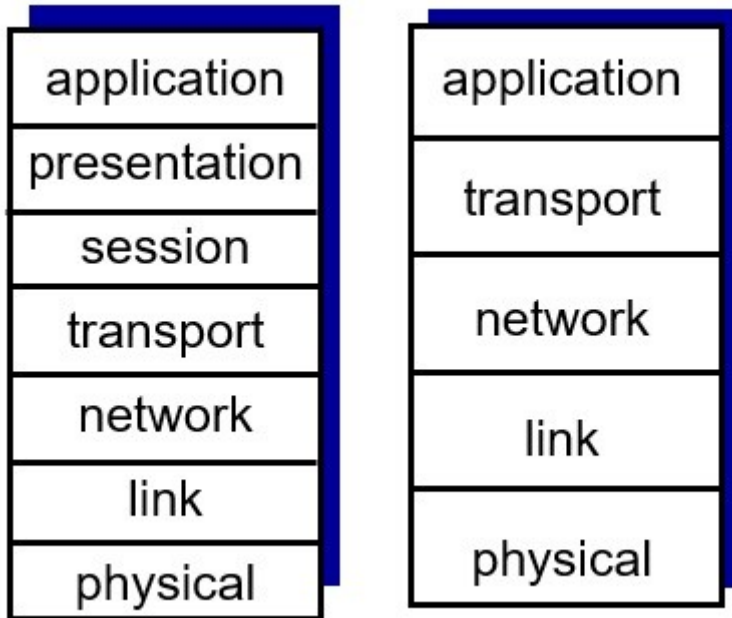 application
presentation
session
transport
network
link
physical
application
transport
network
link
physical